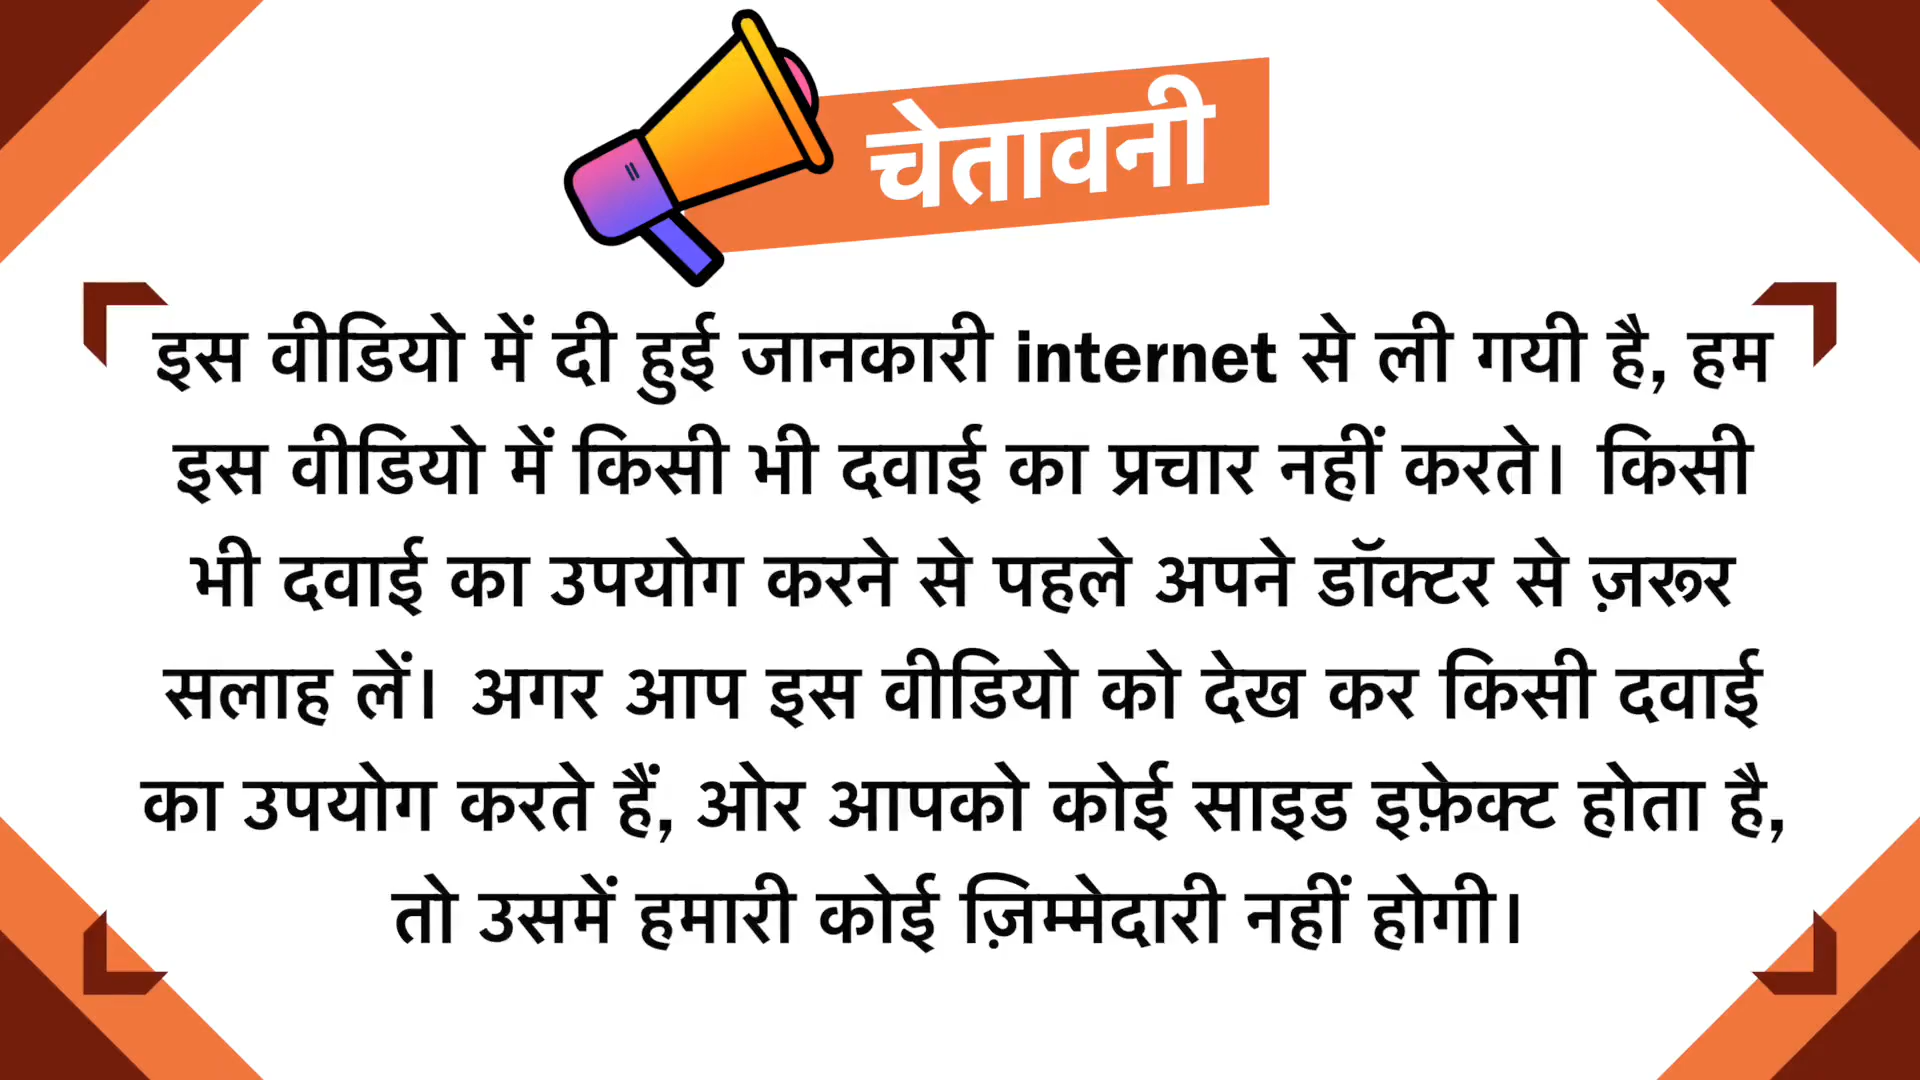 चेतावनी
इस वीडियो में दी हुई जानकारी internet से ली गयी है, हम
इस वीडियो में किसी भी दवाई का प्रचार नहीं करते। किसी
भी दवाई का उपयोग करने से पहले अपने डॉक्टर से ज़रूर
सलाह लें। अगर आप इस वीडियो को देख कर किसी दवाई
का उपयोग करते हैं, ओर आपको कोई साइड इफ़ेक्ट होता है,
तो उसमें हमारी कोई ज़िम्मेदारी नहीं होगी।